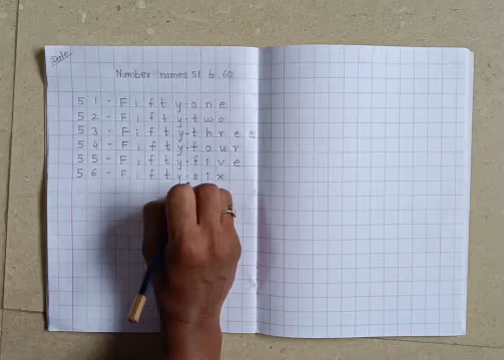 Date
Number names 51 to 60
51-Fifty-one
52-Fifty-two
53-Fifty-three
54-Fifty-four
55-Fifty-five
56-Fifty-six